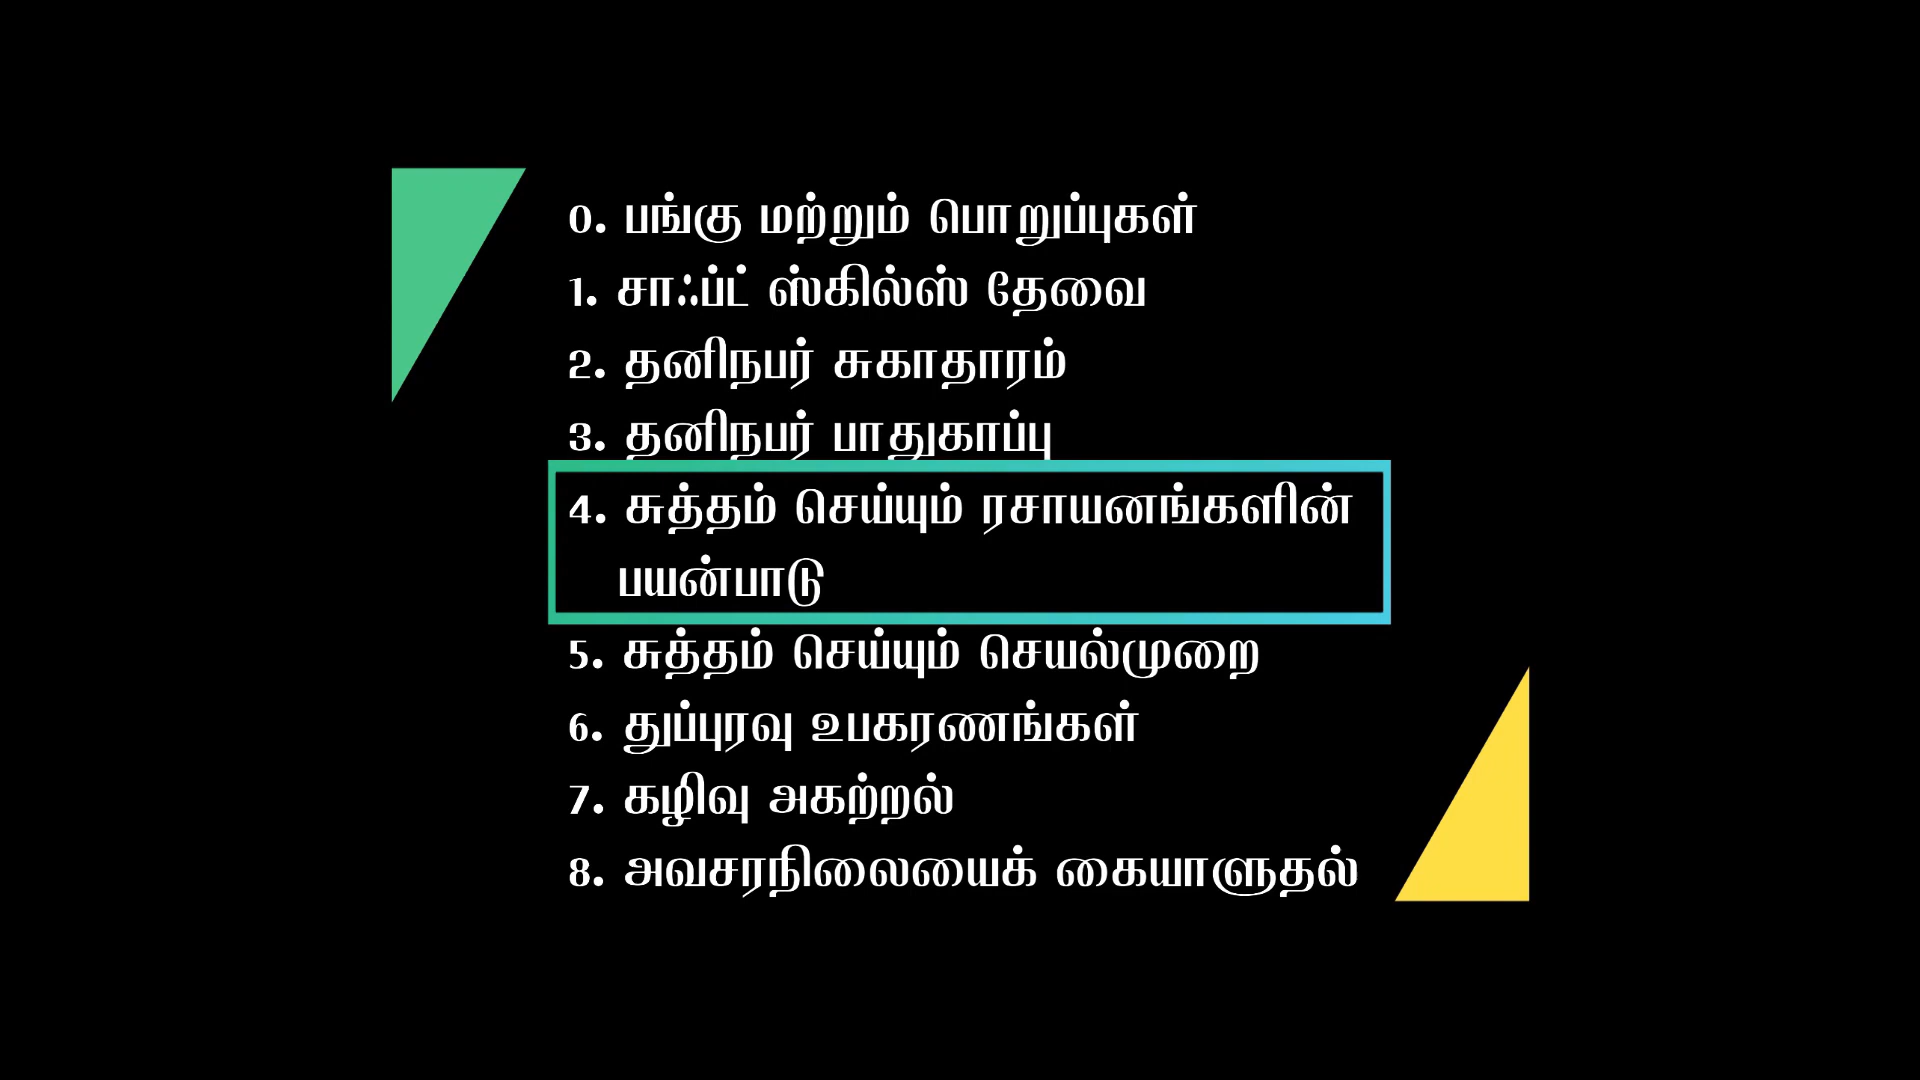 0. பங்கு மற்றும் பொறுப்புகள்
1. சாஃப்ட் ஸ்கில்ஸ் தேவை
2. தனிநபர் சுகாதாரம்
3. தனிநபர் பாதுகாப்பு
4. சுத்தம் செய்யும் ரசாயனங்களின்
பயன்பாடு
5. சுத்தம் செய்யும் செயல்முறை
6. துப்புரவு உபகரணங்கள்
7. கழிவு அகற்றல்
8. அவசரநிலையைக் கையாளுதல்